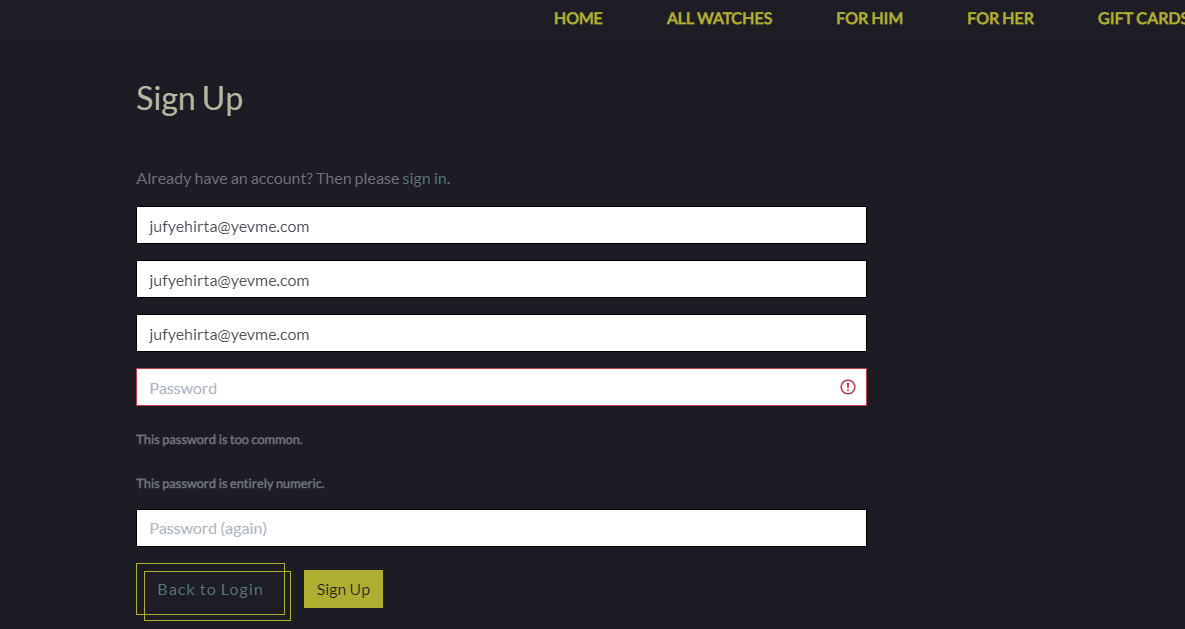 HOME ALL WATCHES FOR HIM FOR HER GIFT CARDS
Sign Up
Already have an account? Then please sign in.
jufyehirta@yevme.com
jufyehirta@yevme.com
jufyehirta@yevme.com
Password
This password is too common.
This password is entirely numeric.
Password (again)
Back to Login Sign Up